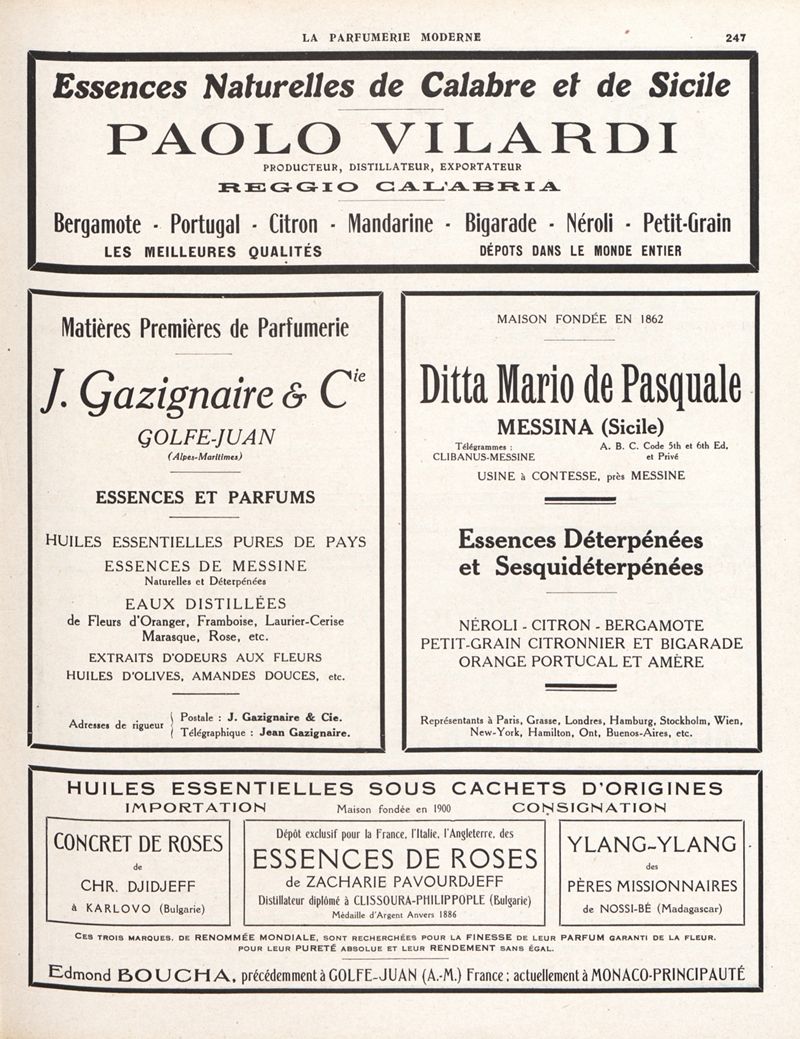 LA PARFUMERIE MODERNE 247
Essences Naturelles de Calabre et de Sicile
PAOLO VILARDI
PRODUCTEUR, DISTILLATEUR, EXPORTATEUR
REGGIO CAL'ABRIA
Bergamote - Portugal - Citron - Mandarine - Bigarade - Néroli - Petit-Grain
LES MEILLEURES QUALITÉS DÉPOTS DANS LE MONDE ENTIER
Matières Premières de Parfumerie
J. Gazignaire & Cie
GOLFE-JUAN
(Alpes-Maritimes)
ESSENCES ET PARFUMS
HUILES ESSENTIELLES PURES DE PAYS
ESSENCES DE MESSINE
Naturelles et Déterpénées
EAUX DISTILLÉES
de Fleurs d'Oranger, Framboise, Laurier-Cerise
Marasque, Rose, etc.
EXTRAITS D'ODEURS AUX FLEURS
HUILES D'OLIVES, AMANDES DOUCES, etc.
Adresses de rigueur
Postale : J. Gazignaire & Cie.
Télégraphique : Jean Gazignaire.
MAISON FONDÉE EN 1862
Ditta Mario de Pasquale
MESSINA (Sicile)
Télégrammes :
CLIBANUS-MESSINE
A. B. C. Code 5th et 6th Ed.
et Privé
USINE à CONTESSE, près MESSINE
Essences Déterpénées
et Sesquidéterpénées
NÉROLI - CITRON - BERGAMOTE
PETIT-GRAIN CITRONNIER ET BIGARADE
ORANGE PORTUCAL ET AMÈRE
Représentants à Paris, Grasse, Londres, Hamburg, Stockholm, Wien,
New-York, Hamilton, Ont, Buenos-Aires, etc.
HUILES ESSENTIELLES SOUS CACHETS D'ORIGINES
IMPORTATION Maison fondée en 1900 CONSIGNATION
CONCRET DE ROSES
de
CHR. DJIDJEFF
à KARLOVO (Bulgarie)
Dépôt exclusif pour la France, l'Italie, l'Angleterre, des
ESSENCES DE ROSES
de ZACHARIE PAVOURDJEFF
Distillateur diplômé à CLISSOURA-PHILIPPOPLE (Bulgarie)
Médaille d'Argent Anvers 1886
YLANG-YLANG
des
PÈRES MISSIONNAIRES
de NOSSI-BÉ (Madagascar)
CES TROIS MARQUES. DE RENOMMÉE MONDIALE, SONT RECHERCHÉES POUR LA FINESSE DE LEUR PARFUM GARANTI DE LA FLEUR.
POUR LEUR PURETÉ ABSOLUE ET LEUR RENDEMENT SANS ÉGAL.
Edmond BOUCHA, précédemment à GOLFE-JUAN (A.-M.) France ; actuellement à MONACO-PRINCIPAUTÉ